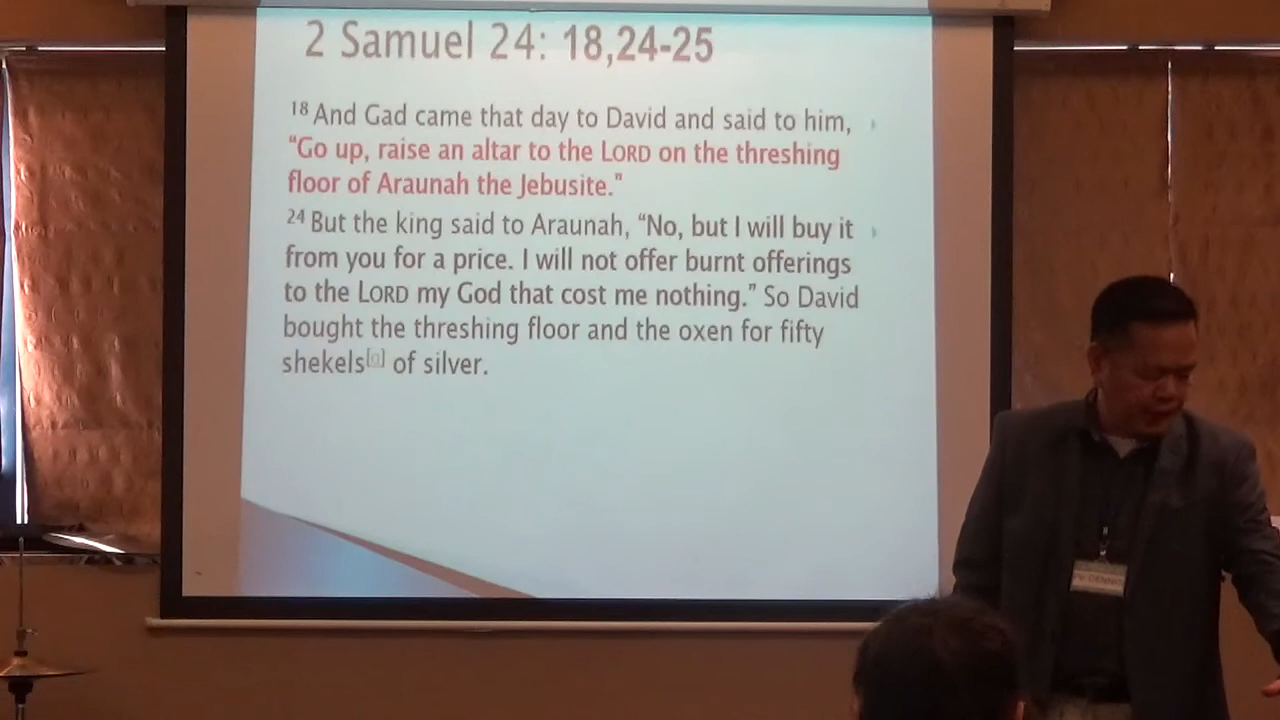 2 Samuel 24: 18,24-25
18 And Gad came that day to David and said to him,
“Go up, raise an altar to the LORD on the threshing
floor of Araunah the Jebusite.”
24 But the king said to Araunah, “No, but I will buy it
from you for a price. I will not offer burnt offerings
to the LORD my God that cost me nothing.” So David
bought the threshing floor and the oxen for fifty
shekels[a] of silver.